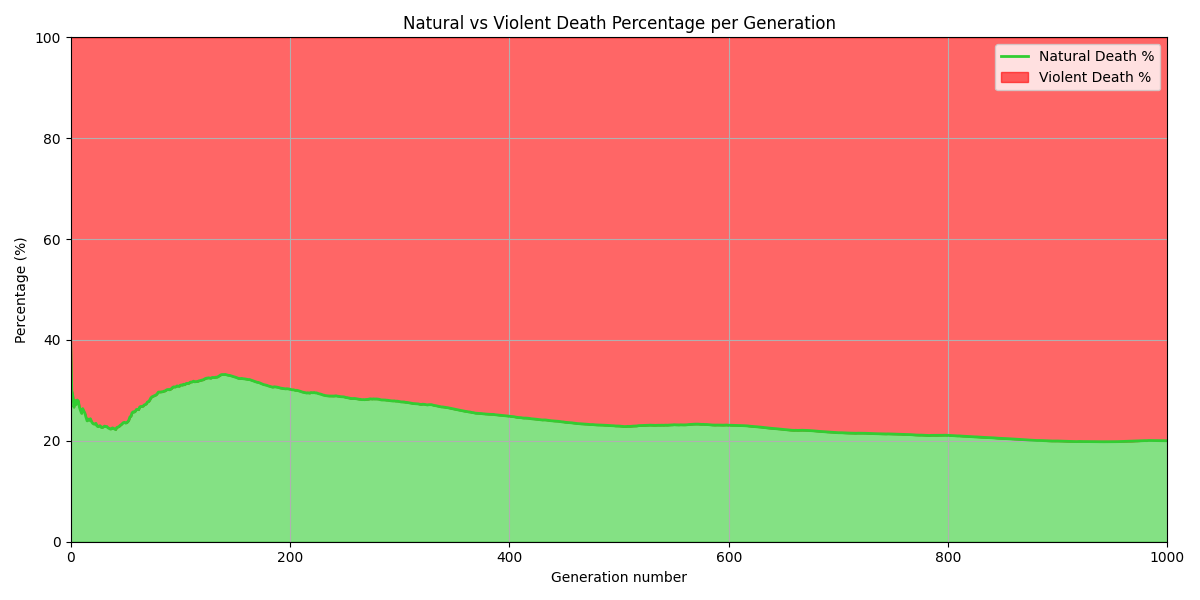 Natural vs Violent Death Percentage per Generation
100
80
60
40
20
0
Percentage (%)
Natural Death %
Violent Death %
0 200 400 600 800 1000
Generation number